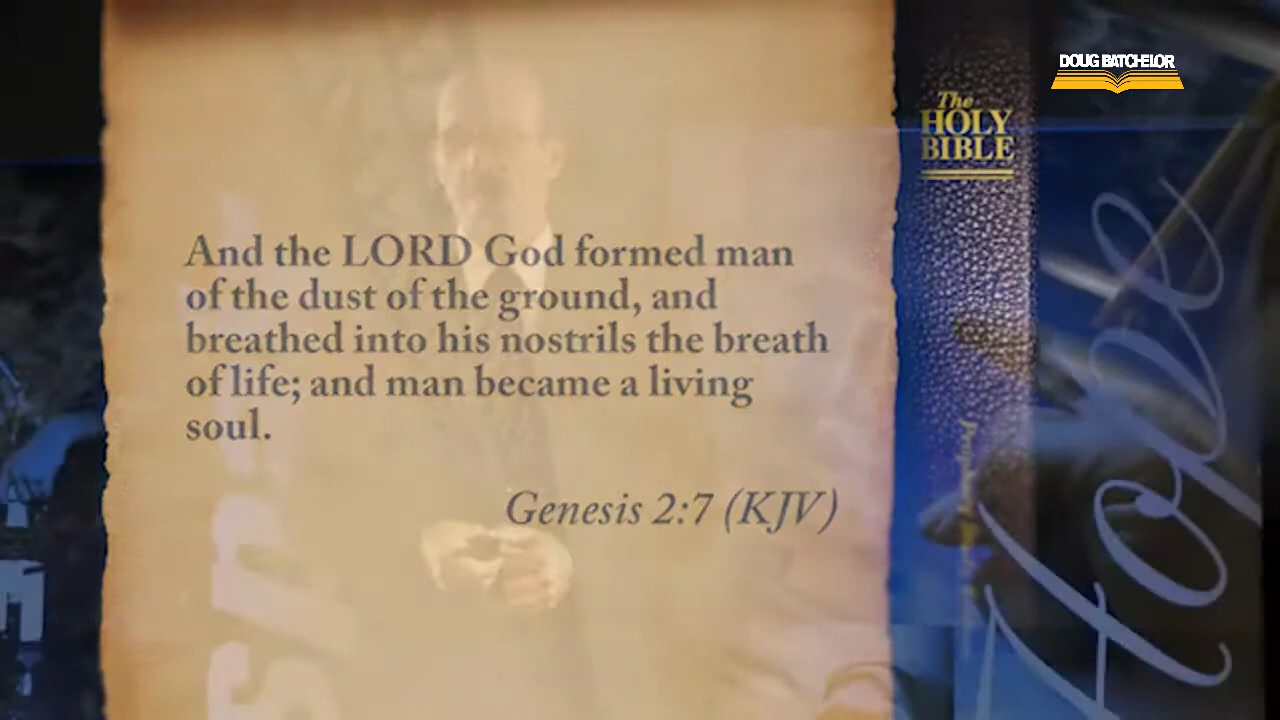 DOUG BATCHELOR
The
HOLY
BIBLE
And the LORD God formed man
of the dust of the ground, and
breathed into his nostrils the breath
of life; and man became a living
soul.
Genesis 2:7 (KJV)
Hope